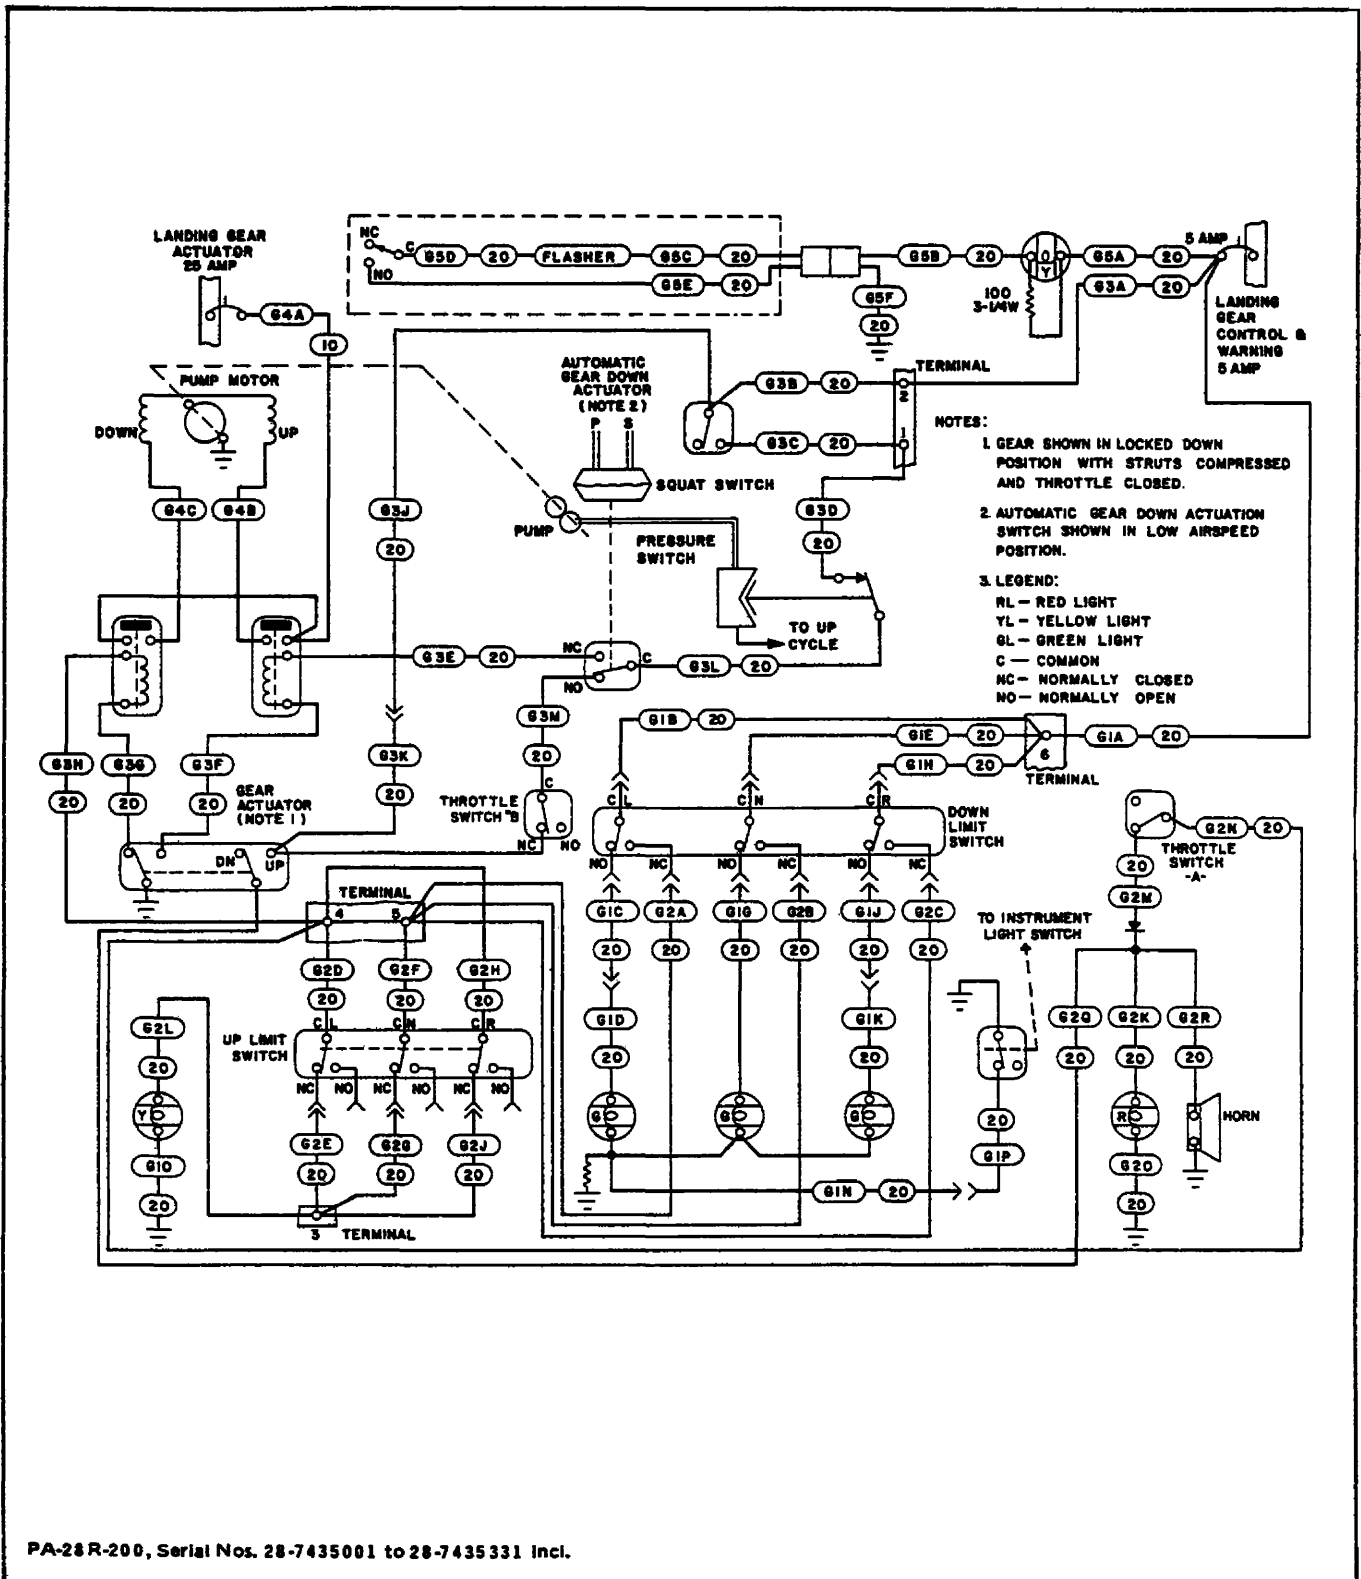 LANDING GEAR
ACTUATOR
25 AMP
G4A
10
NC
C
NO
G5D
20
FLASHER
G5C
20
G5E
20
G5B
20
G5F
20
O
Y
100
3-1/4W
G5A
20
G3A
20
5 AMP
LANDING
GEAR
CONTROL &
WARNING
5 AMP
PUMP MOTOR
DOWN
UP
G4C
G4B
AUTOMATIC
GEAR DOWN
ACTUATOR
(NOTE 2)
P S
SQUAT SWITCH
G3B
20
G3C
20
TERMINAL
2
1
NOTES:
1. GEAR SHOWN IN LOCKED DOWN
POSITION WITH STRUTS COMPRESSED
AND THROTTLE CLOSED.
2. AUTOMATIC GEAR DOWN ACTUATION
SWITCH SHOWN IN LOW AIRSPEED
POSITION.
3. LEGEND:
RL — RED LIGHT
YL — YELLOW LIGHT
GL — GREEN LIGHT
C — COMMON
NC — NORMALLY CLOSED
NO — NORMALLY OPEN
G3J
20
PUMP
PRESSURE
SWITCH
G3D
20
TO UP
CYCLE
G3E
20
NC
C
NO
G3L
20
G3M
20
G3H
20
G3G
20
G3F
20
GEAR
ACTUATOR
(NOTE 1)
G3K
20
DN
UP
THROTTLE
SWITCH "B
C
NC
NO
G1B
20
G1E
20
G1H
20
6
TERMINAL
G1A
20
C L
C N
C R
DOWN
LIMIT
SWITCH
NO
NC
NO
NC
NO
NC
G1C
20
G2A
20
G1G
20
G2B
20
G1J
20
G2C
20
THROTTLE
SWITCH
-A-
G2N
20
20
G2M
TO INSTRUMENT
LIGHT SWITCH
TERMINAL
4
5
G2D
20
G2F
20
G2H
20
C L
C N
C R
UP LIMIT
SWITCH
NC
NO
NC
NO
NC
NO
G2E
20
G2G
20
G2J
20
3
TERMINAL
G2L
20
Y
G1O
20
G1D
20
G
G
G1K
20
G
G1N
20
20
G1P
G2Q
20
G2K
20
R
G2O
20
G2R
20
HORN
PA-28R-200, Serial Nos. 28-7435001 to 28-7435331 Incl.